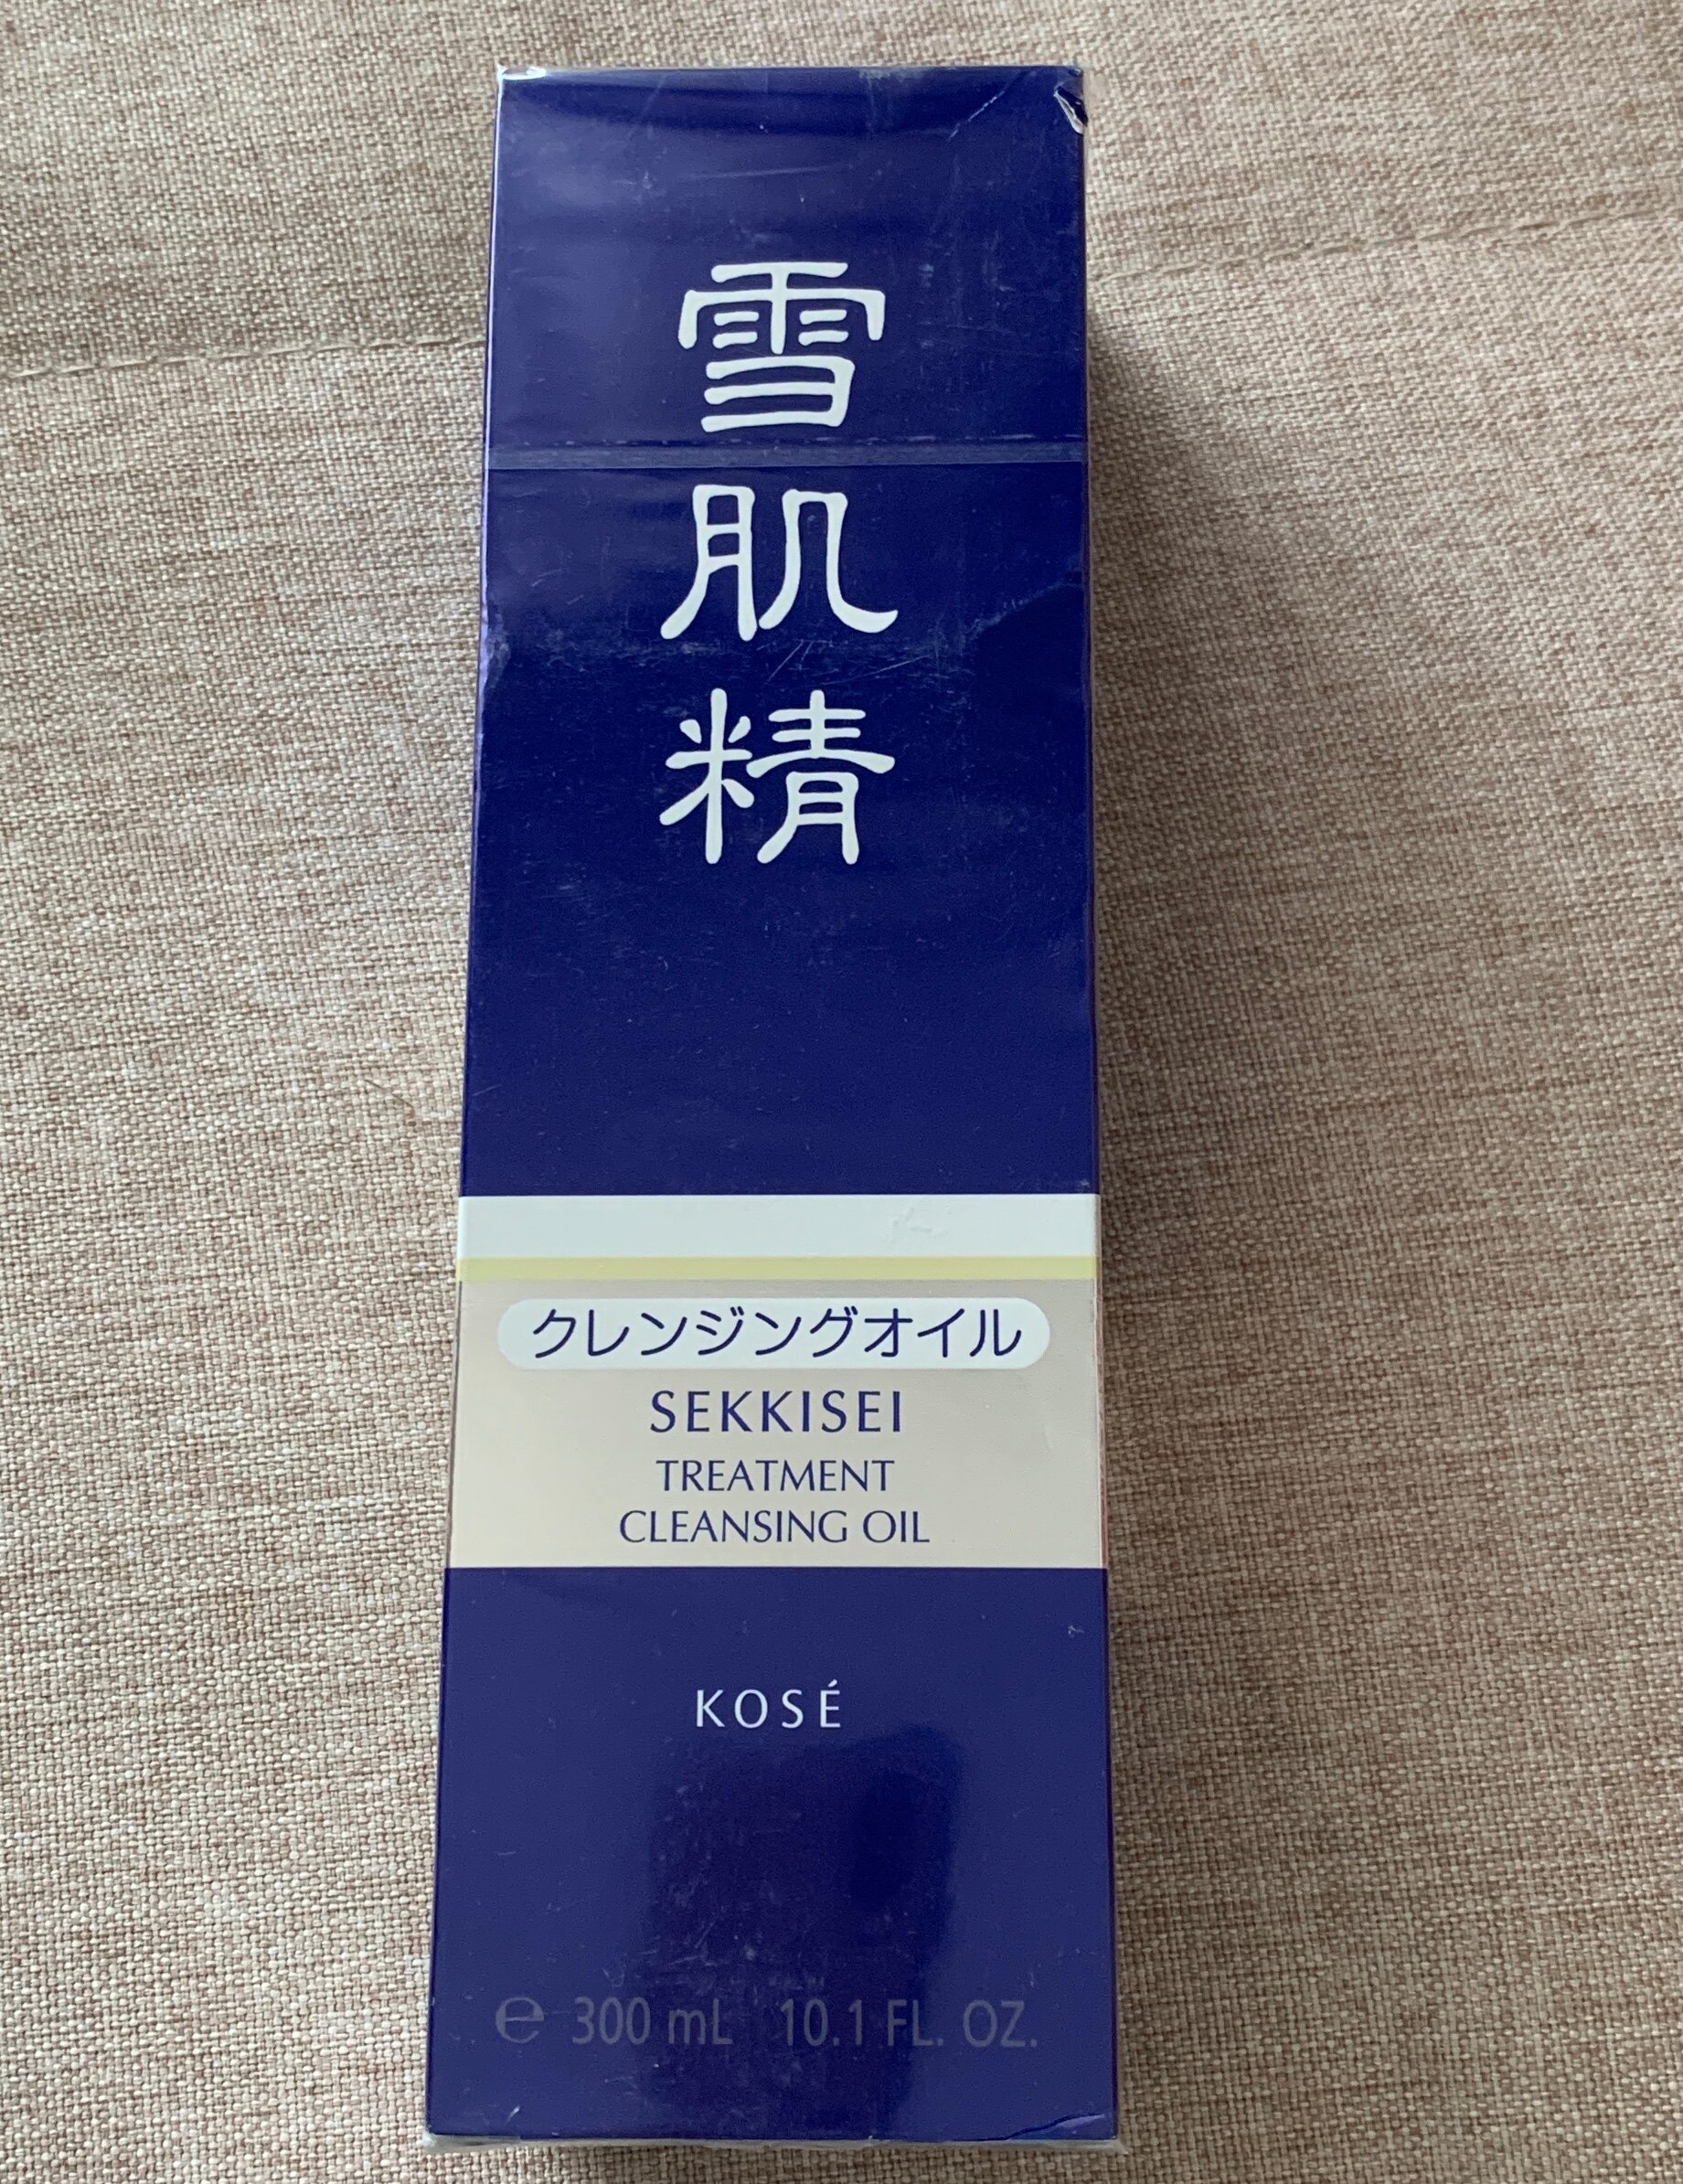 雪肌精
クレンジングオイル
SEKKISEI
TREATMENT
CLEANSING OIL
KOSÉ
℮ 300 mL 10.1 FL. OZ.